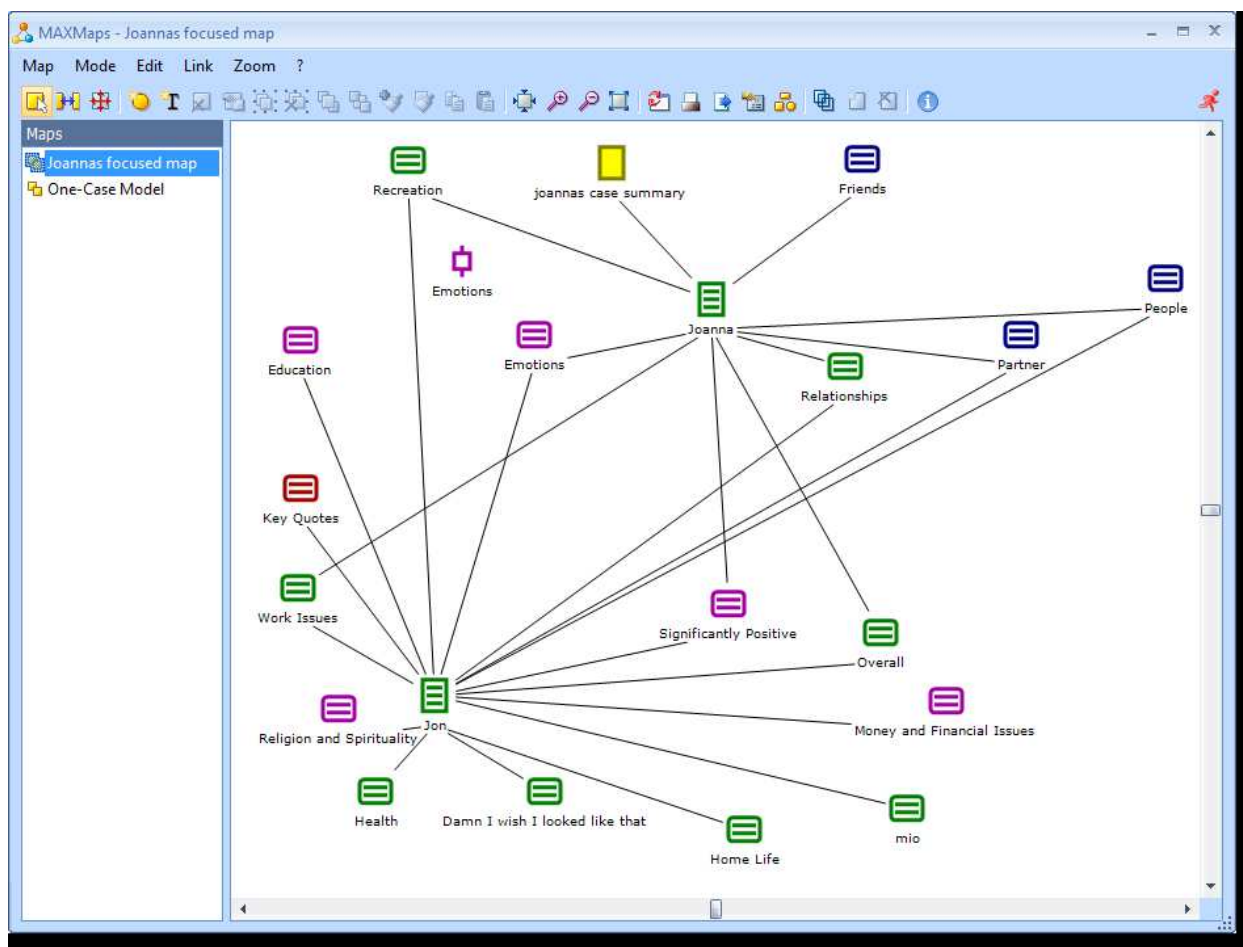 MAXMaps - Joannas focused map
Map Mode Edit Link Zoom ?
Maps
Joannas focused map
One-Case Model
Recreation
joannas case summary
Friends
Emotions
People
Joanna
Education
Emotions
Partner
Relationships
Key Quotes
Work Issues
Significantly Positive
Overall
Jon
Religion and Spirituality
Money and Financial Issues
Health
Damn I wish I looked like that
mio
Home Life